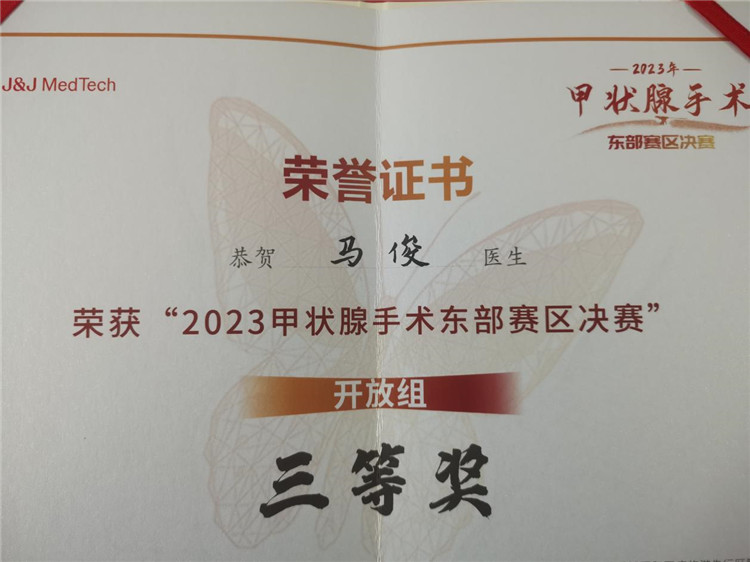 J&J MedTech
2023年
甲状腺手术
东部赛区决赛
荣誉证书
恭贺 马俊 医生
荣获“2023甲状腺手术东部赛区决赛”
开放组
三等奖